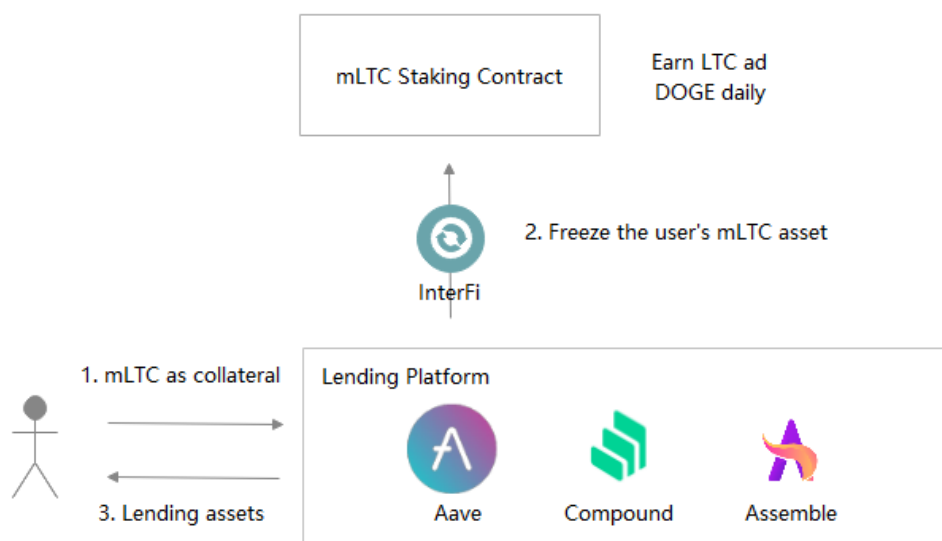 mLTC Staking Contract
Earn LTC ad
DOGE daily
2. Freeze the user's mLTC asset
InterFi
1. mLTC as collateral
Lending Platform
3. Lending assets
Aave
Compound
Assemble